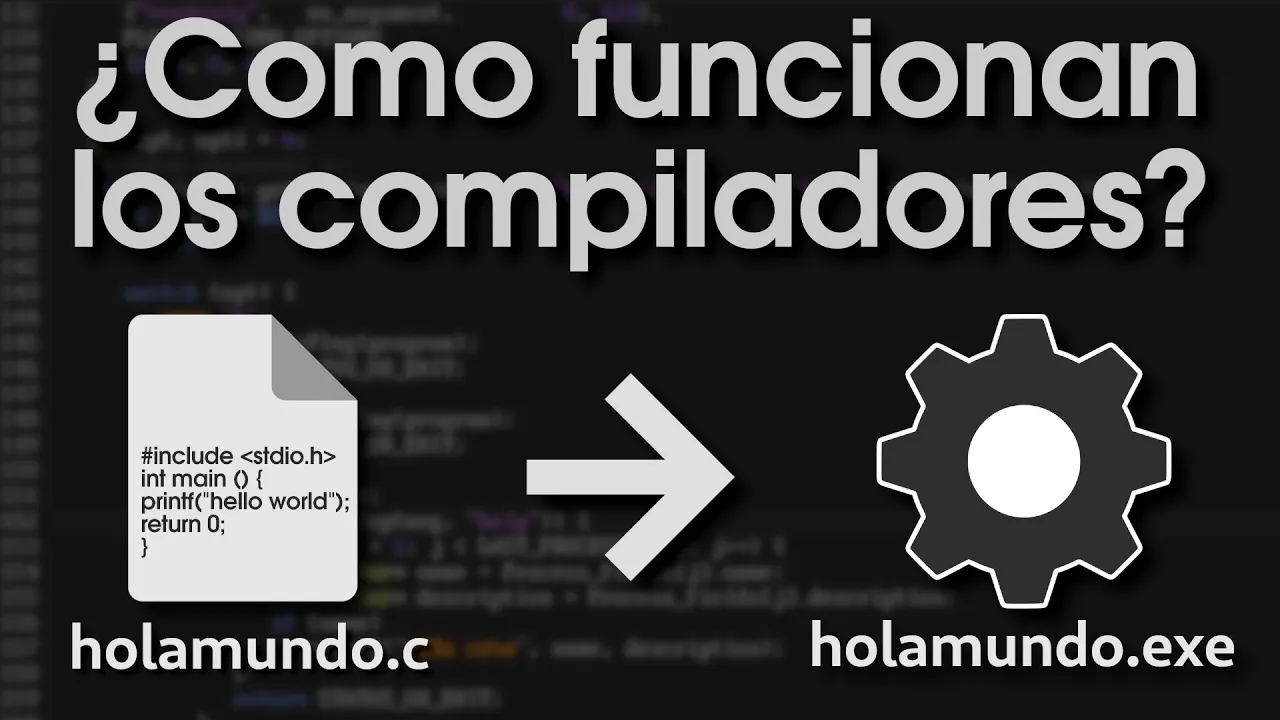 ¿Como funcionan
los compiladores?
#include <stdio.h>
int main () {
printf("hello world");
return 0;
}
holamundo.c
holamundo.exe